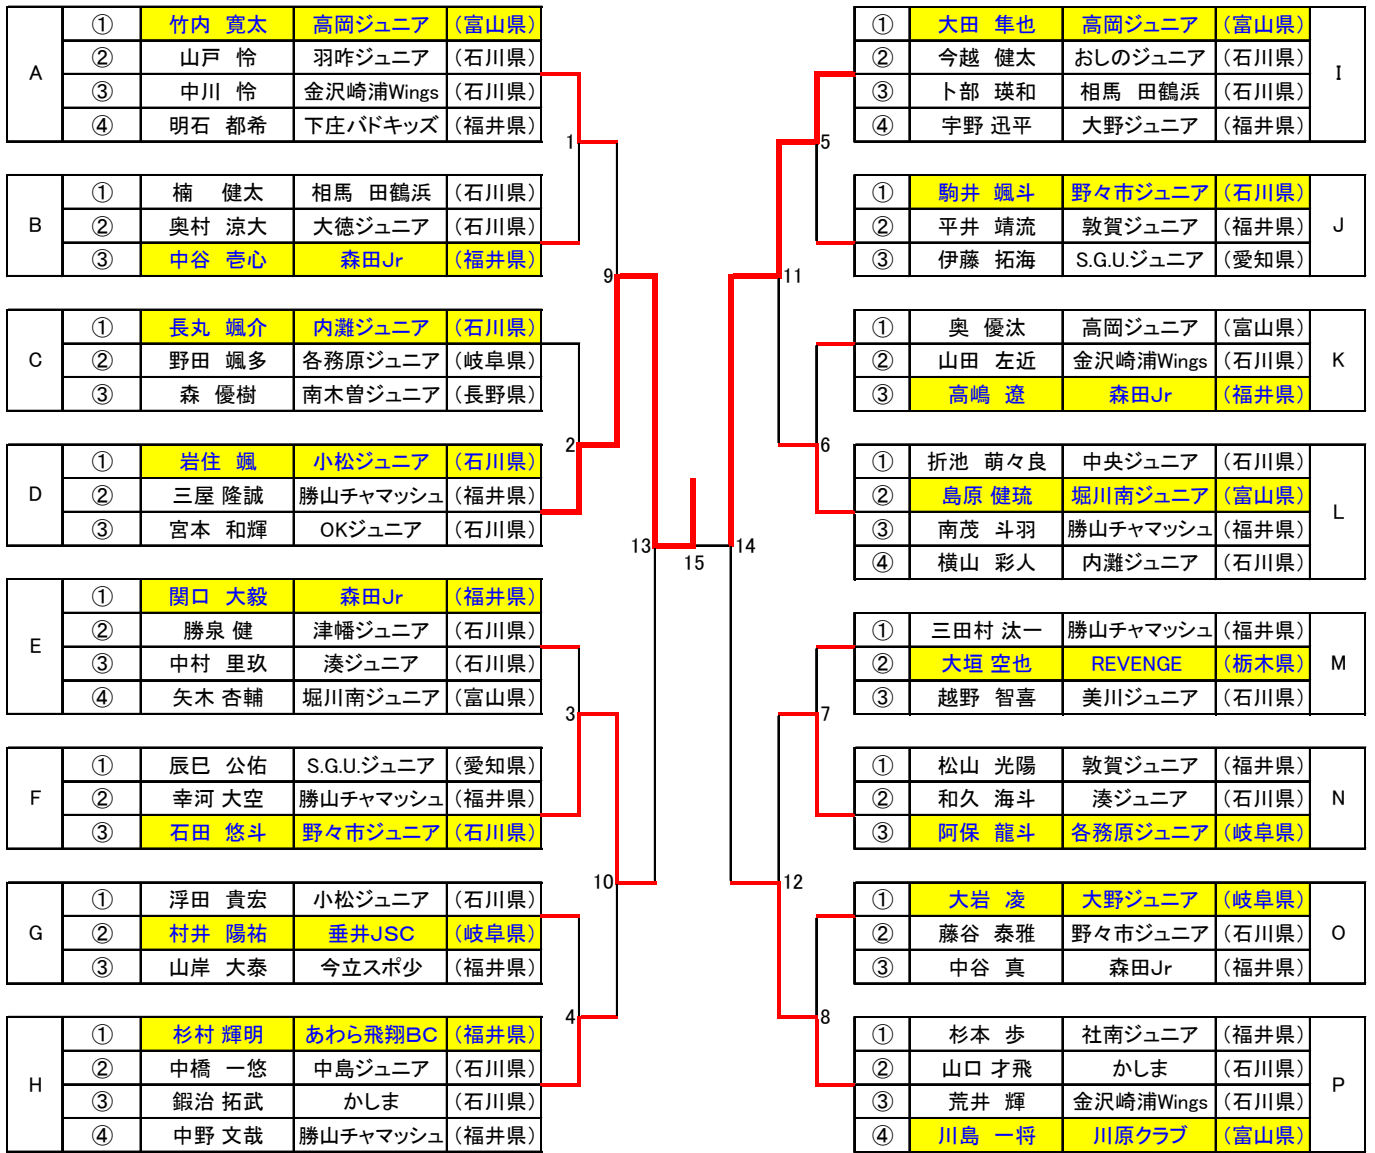 A
① 竹内 寛太 高岡ジュニア (富山県)
② 山戸 怜 羽咋ジュニア (石川県)
③ 中川 怜 金沢崎浦Wings (石川県)
④ 明石 都希 下庄バドキッズ (福井県)
B
① 楠 健太 相馬 田鶴浜 (石川県)
② 奥村 涼大 大徳ジュニア (石川県)
③ 中谷 壱心 森田Jr (福井県)
C
① 長丸 颯介 内灘ジュニア (石川県)
② 野田 颯多 各務原ジュニア (岐阜県)
③ 森 優樹 南木曽ジュニア (長野県)
D
① 岩住 颯 小松ジュニア (石川県)
② 三屋 隆誠 勝山チャマッシュ (福井県)
③ 宮本 和輝 OKジュニア (石川県)
E
① 関口 大毅 森田Jr (福井県)
② 勝泉 健 津幡ジュニア (石川県)
③ 中村 里玖 湊ジュニア (石川県)
④ 矢木 杏輔 堀川南ジュニア (富山県)
F
① 辰巳 公佑 S.G.U.ジュニア (愛知県)
② 幸河 大空 勝山チャマッシュ (福井県)
③ 石田 悠斗 野々市ジュニア (石川県)
G
① 浮田 貴宏 小松ジュニア (石川県)
② 村井 陽祐 垂井JSC (岐阜県)
③ 山岸 大泰 今立スポ少 (福井県)
H
① 杉村 輝明 あわら飛翔BC (福井県)
② 中橋 一悠 中島ジュニア (石川県)
③ 鍜治 拓武 かしま (石川県)
④ 中野 文哉 勝山チャマッシュ (福井県)
1
2
3
4
9
10
13
15
14
11
12
5
6
7
8
① 大田 隼也 高岡ジュニア (富山県)
② 今越 健太 おしのジュニア (石川県)
③ 卜部 瑛和 相馬 田鶴浜 (石川県)
④ 宇野 迅平 大野ジュニア (福井県)
I
① 駒井 颯斗 野々市ジュニア (石川県)
② 平井 靖流 敦賀ジュニア (福井県)
③ 伊藤 拓海 S.G.U.ジュニア (愛知県)
J
① 奥 優汰 高岡ジュニア (富山県)
② 山田 左近 金沢崎浦Wings (石川県)
③ 高嶋 遼 森田Jr (福井県)
K
① 折池 萌々良 中央ジュニア (石川県)
② 島原 健琉 堀川南ジュニア (富山県)
③ 南茂 斗羽 勝山チャマッシュ (福井県)
④ 横山 彩人 内灘ジュニア (石川県)
L
① 三田村 汰一 勝山チャマッシュ (福井県)
② 大垣 空也 REVENGE (栃木県)
③ 越野 智喜 美川ジュニア (石川県)
M
① 松山 光陽 敦賀ジュニア (福井県)
② 和久 海斗 湊ジュニア (石川県)
③ 阿保 龍斗 各務原ジュニア (岐阜県)
N
① 大岩 凌 大野ジュニア (岐阜県)
② 藤谷 泰雅 野々市ジュニア (石川県)
③ 中谷 真 森田Jr (福井県)
O
① 杉本 歩 社南ジュニア (福井県)
② 山口 才飛 かしま (石川県)
③ 荒井 輝 金沢崎浦Wings (石川県)
④ 川島 一将 川原クラブ (富山県)
P